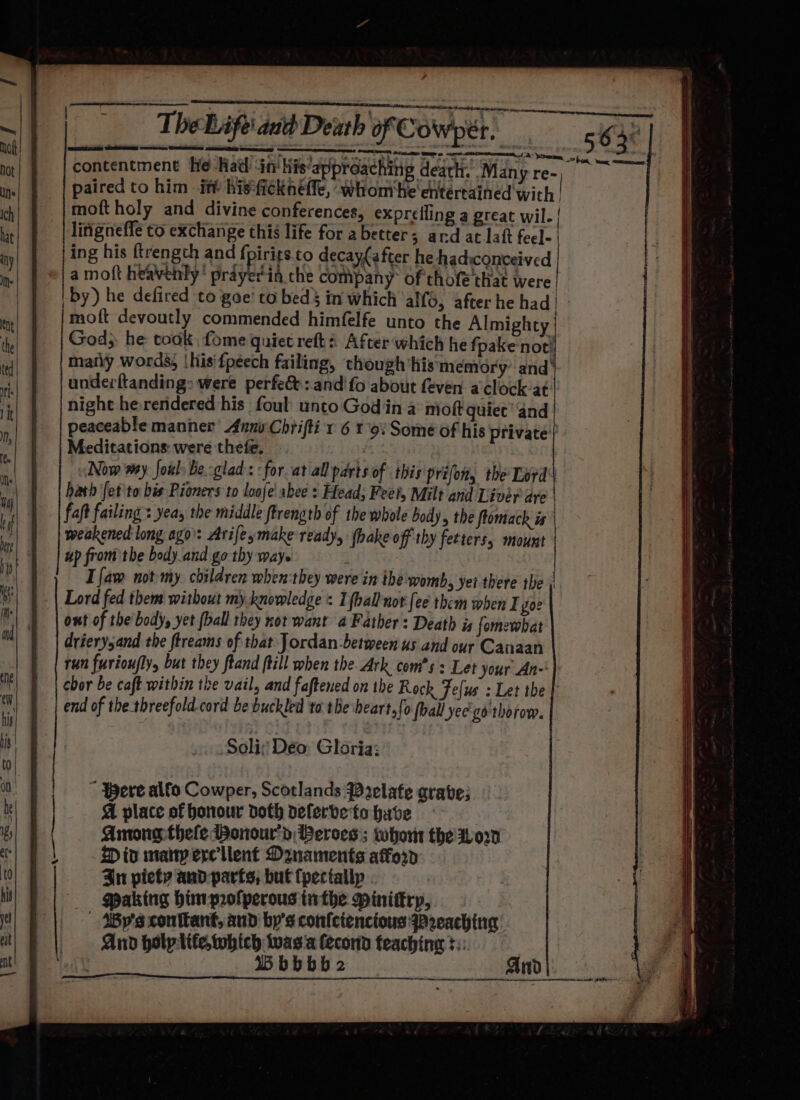 The Life and Death of Cowper. 563
contentment he had in his approaching death. Many re-
paired to him in his ſickneſſe, whom he entertained with
moſt holy and divine conferences, expreſſing a great wil-
lingneſſe to exchange this life for a better; and at laſt feel-
ing his ſtrength and ſpirits to decay (after he had conceived
a moſt heavenly prayer in the company of thoſe that were
by) he deſired to goe to bed; in which alſo, after he had
moſt devoutly commended himſelfe unto the Almighty
God, he took ſome quiet reſt: After which he ſpake not
many words, his ſpeech failing, though his memory and
underſtanding were perfect: and ſo about ſeven a clock at
night he rendered his ſoul unto God in a moſt quiet and
peaceable manner Anno Chriſti 1619. Some of his private
Meditations were theſe.
Now my ſoul be glad: for at all parts of this priſon, the Lord
hath ſet to his Pioners to looſe thee: Head, Feet, Milt and Liver are
faſt failing: yea, the middle ſtrength of the whole body, the ſtomack is
weakened long ago: Ariſe, make ready, ſhake off thy fetters, mount
up from the body and go thy way.
I ſaw not my children when they were in the womb, yet there the
Lord fed them without my knowledge: I ſhall not ſee them when I goe
out of the body, yet ſhall they not want a Father: Death is ſomewhat
driery, and the ſtreams of that Jordan between us and our Canaan
run furiouſly, but they ſtand ſtill when the Ark com's: Let your An-
chor be caſt within the vail, and faſtened on the Rock Jeſus: Let the
end of the threefold cord be buckled to the heart, ſo ſhall yee go thorow.
Soli Deo Gloria.
Here alſo Cowper, Scotlands Prelate grave,
A place of honour doth deſerve to have
Among theſe Honour'd Heroes; whom the Lord
Did many exc'llent Ornaments afford
In piety and parts, but ſpecially
Making him proſperous in the Miniſtry,
By's conſtant, and by's conſciencious Preaching
And holy life, which was a ſecond teaching:
Bbbbb 2 And